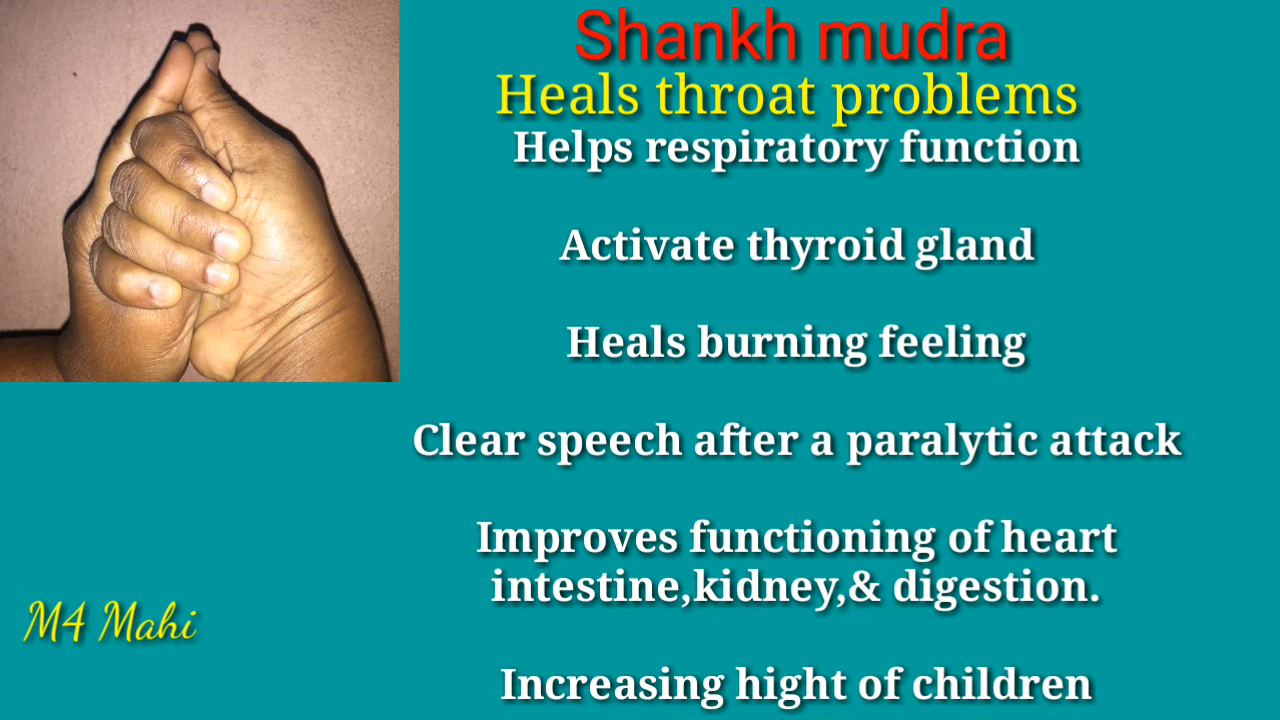 Shankh mudra
Heals throat problems
Helps respiratory function
Activate thyroid gland
Heals burning feeling
Clear speech after a paralytic attack
Improves functioning of heart
intestine,kidney,& digestion.
M4 Mahi
Increasing hight of children